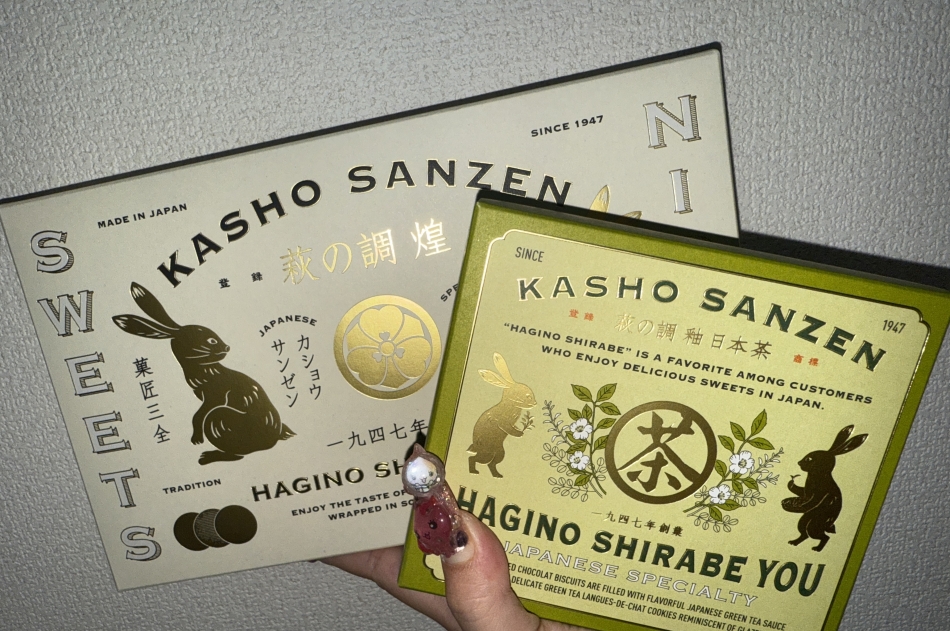 MADE IN JAPAN
SINCE 1947
KASHO SANZEN
登録 萩の調 煌
SWEETS
NI
JAPANESE
カショウ
サンゼン
菓匠三全
一九四七年
TRADITION
HAGINO SH
ENJOY THE TASTE OF
WRAPPED IN
SINCE
1947
KASHO SANZEN
登録 萩の調 釉日本茶 商標
"HAGINO SHIRABE" IS A FAVORITE AMONG CUSTOMERS
WHO ENJOY DELICIOUS SWEETS IN JAPAN.
茶
一九四七年創業
HAGINO SHIRABE YOU
JAPANESE SPECIALTY
CHOCOLAT BISCUITS ARE FILLED WITH FLAVORFUL JAPANESE GREEN TEA SAUCE
DELICATE GREEN TEA LANGUES-DE-CHAT COOKIES REMINISCENT OF